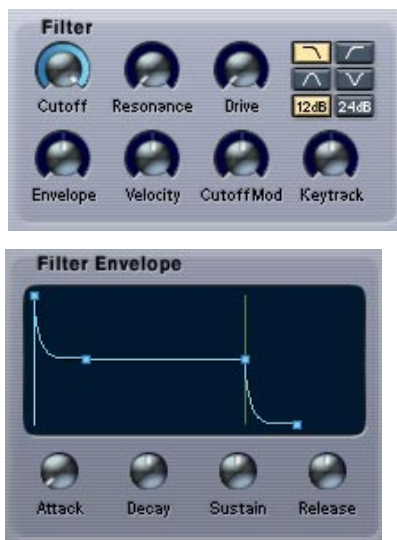 Filter
Cutoff Resonance Drive 12dB 24dB
Envelope Velocity CutoffMod Keytrack
Filter Envelope
Attack Decay Sustain Release